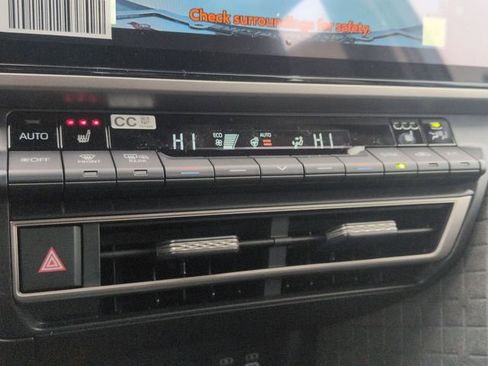 Check surroundings for safety.
AUTO
CC
HI
ECO
AUTO
HI
OFF
FRONT
REAR